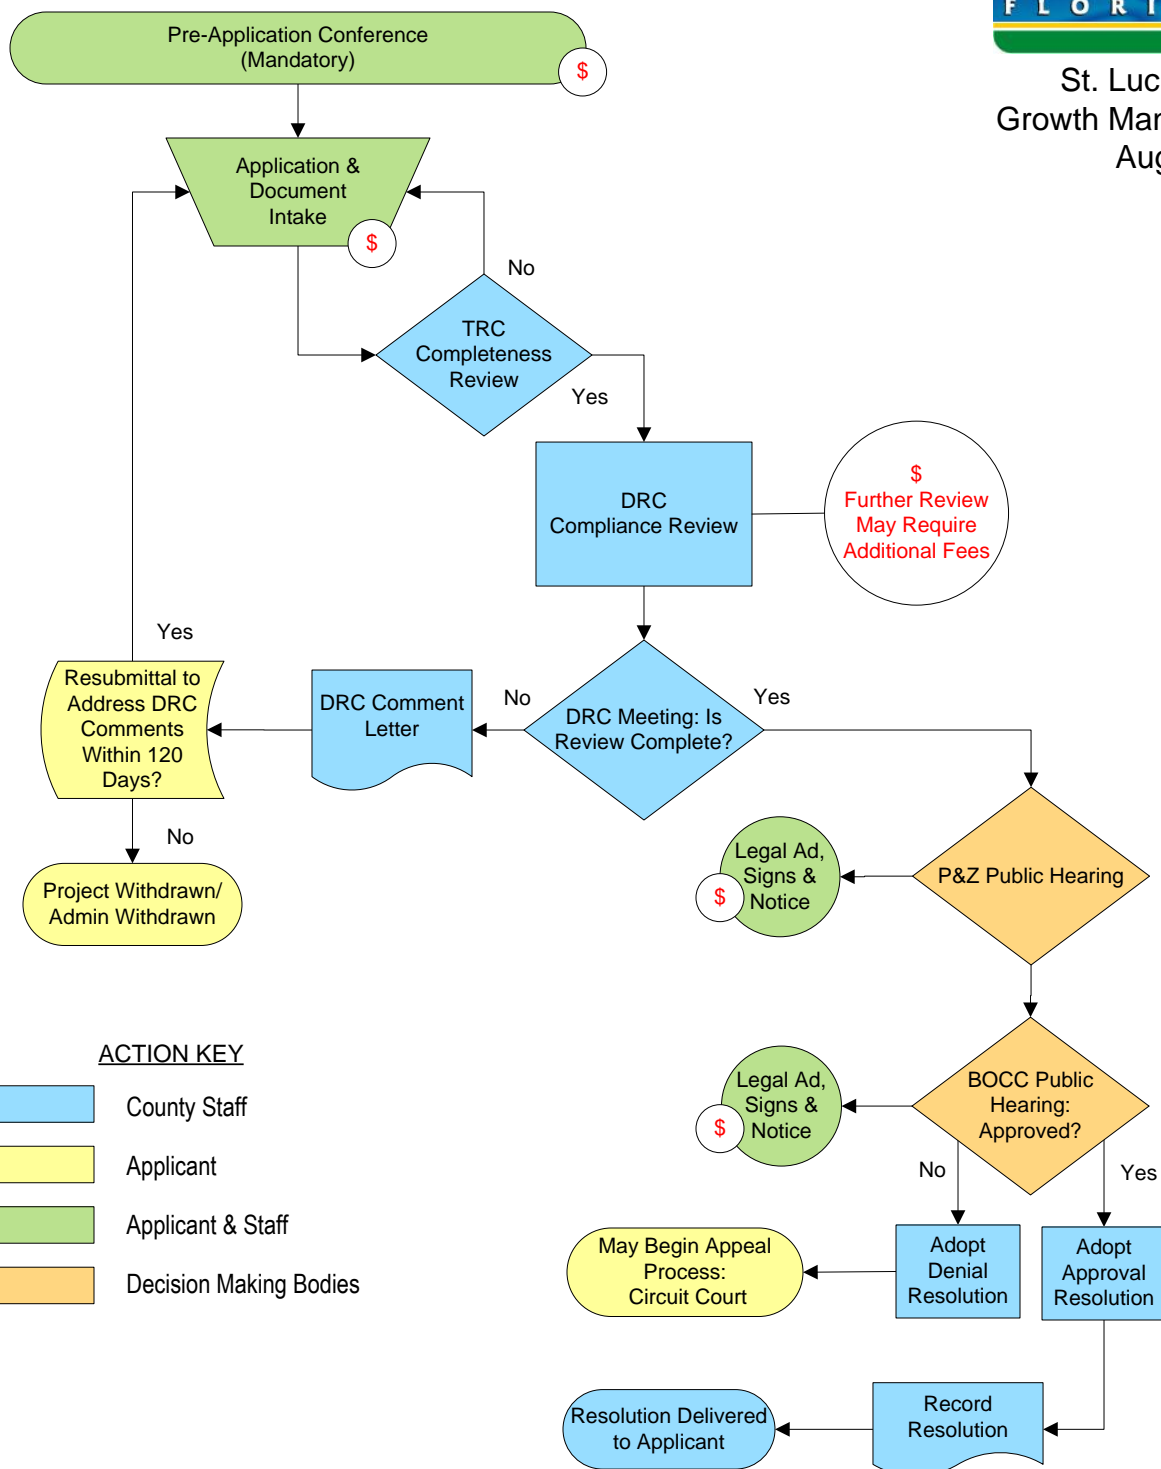 F L O R I
St. Luc
Growth Mar
Aug
Pre-Application Conference
(Mandatory)
$
Application &
Document
Intake
$
No
TRC
Completeness
Review
Yes
DRC
Compliance Review
$
Further Review
May Require
Additional Fees
Yes
Resubmittal to
Address DRC
Comments
Within 120
Days?
DRC Comment
Letter
No
DRC Meeting: Is
Review Complete?
Yes
No
Project Withdrawn/
Admin Withdrawn
Legal Ad,
Signs &
Notice
$
P&Z Public Hearing
ACTION KEY
County Staff
Applicant
Applicant & Staff
Decision Making Bodies
Legal Ad,
Signs &
Notice
$
BOCC Public
Hearing:
Approved?
No
Yes
May Begin Appeal
Process:
Circuit Court
Adopt
Denial
Resolution
Adopt
Approval
Resolution
Resolution Delivered
to Applicant
Record
Resolution